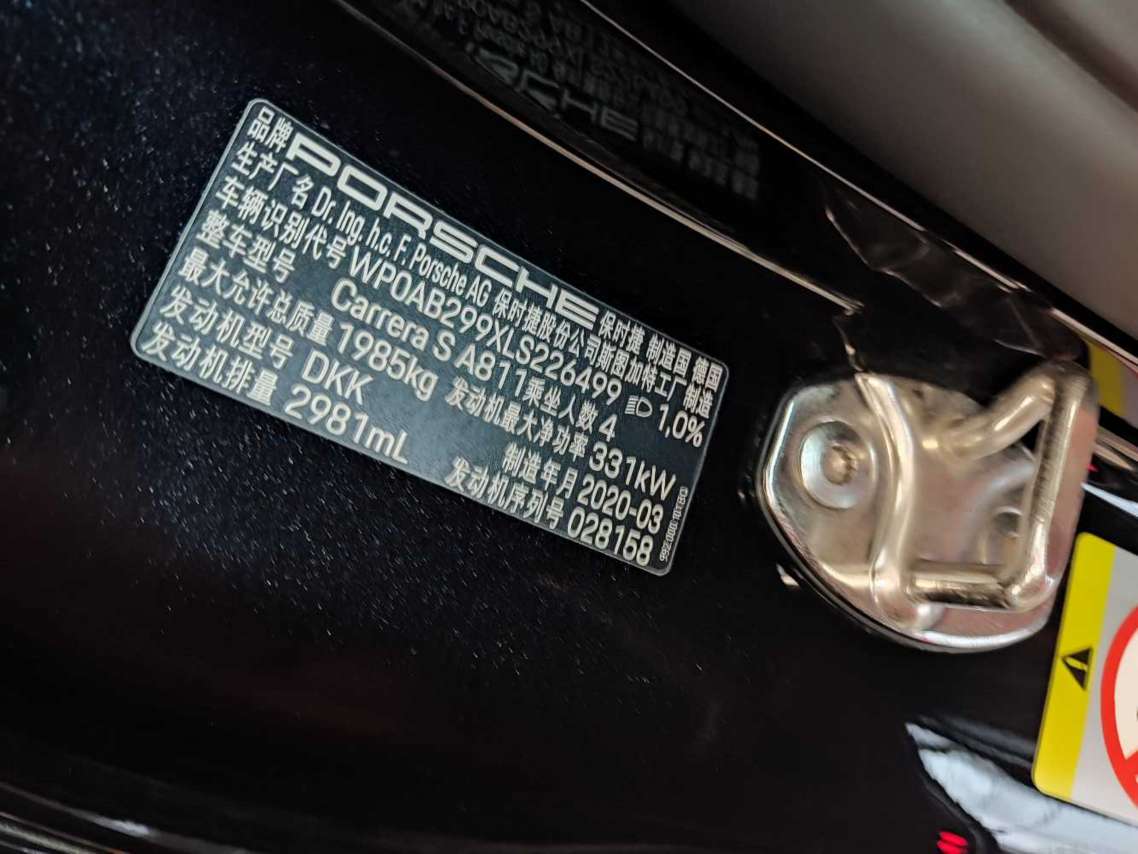 品牌 PORSCHE 保时捷 制造国 德国
生产厂名 Dr. Ing. h.c. F. Porsche AG 保时捷股份公司斯图加特工厂制造
车辆识别代号 WP0AB299XLS226499 1,0%
整车型号 Carrera S A811 乘坐人数 4
最大允许总质量 1985kg 发动机最大净功率 331kW
发动机型号 DKK 制造年月 2020-03
发动机排量 2981mL 发动机序列号 028158